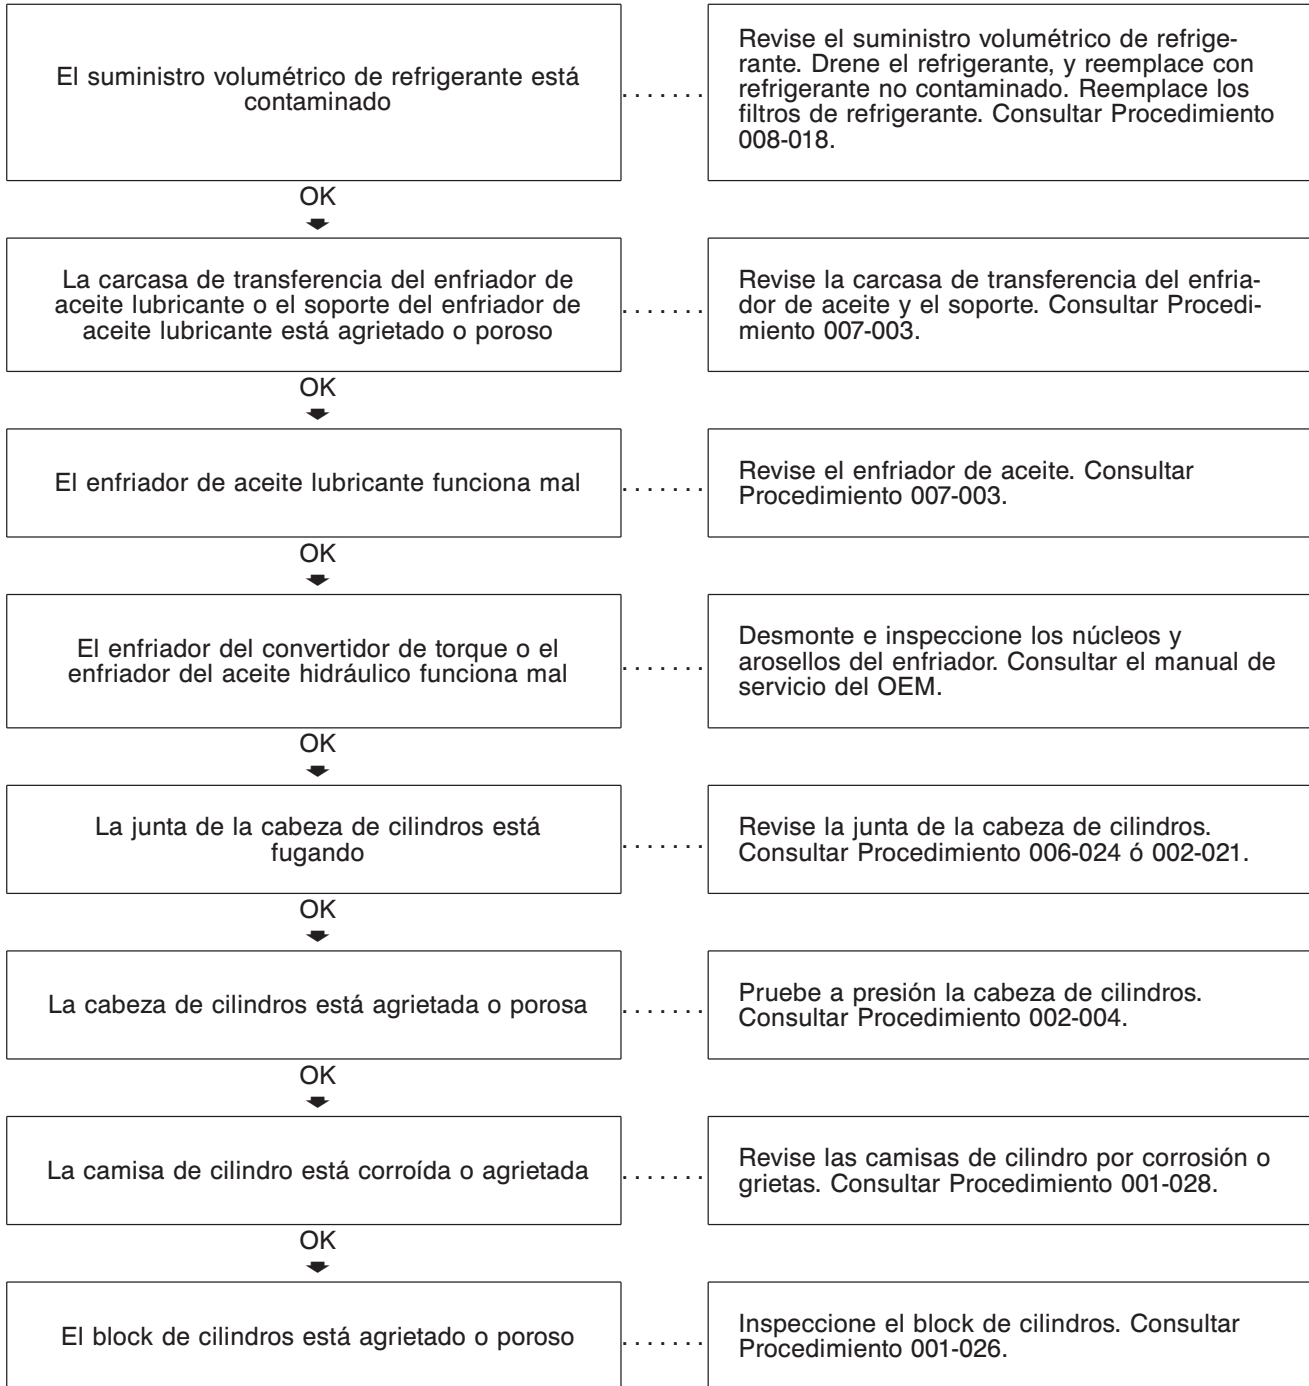 El suministro volumétrico de refrigerante está
contaminado
.......
Revise el suministro volumétrico de refrige-
rante. Drene el refrigerante, y reemplace con
refrigerante no contaminado. Reemplace los
filtros de refrigerante. Consultar Procedimiento
008-018.
OK
La carcasa de transferencia del enfriador de
aceite lubricante o el soporte del enfriador de
aceite lubricante está agrietado o poroso
.......
Revise la carcasa de transferencia del enfria-
dor de aceite y el soporte. Consultar Procedi-
miento 007-003.
OK
El enfriador de aceite lubricante funciona mal
.......
Revise el enfriador de aceite. Consultar
Procedimiento 007-003.
OK
El enfriador del convertidor de torque o el
enfriador del aceite hidráulico funciona mal
.......
Desmonte e inspeccione los núcleos y
arosellos del enfriador. Consultar el manual de
servicio del OEM.
OK
La junta de la cabeza de cilindros está
fugando
.......
Revise la junta de la cabeza de cilindros.
Consultar Procedimiento 006-024 ó 002-021.
OK
La cabeza de cilindros está agrietada o porosa
.......
Pruebe a presión la cabeza de cilindros.
Consultar Procedimiento 002-004.
OK
La camisa de cilindro está corroída o agrietada
.......
Revise las camisas de cilindro por corrosión o
grietas. Consultar Procedimiento 001-028.
OK
El block de cilindros está agrietado o poroso
.......
Inspeccione el block de cilindros. Consultar
Procedimiento 001-026.